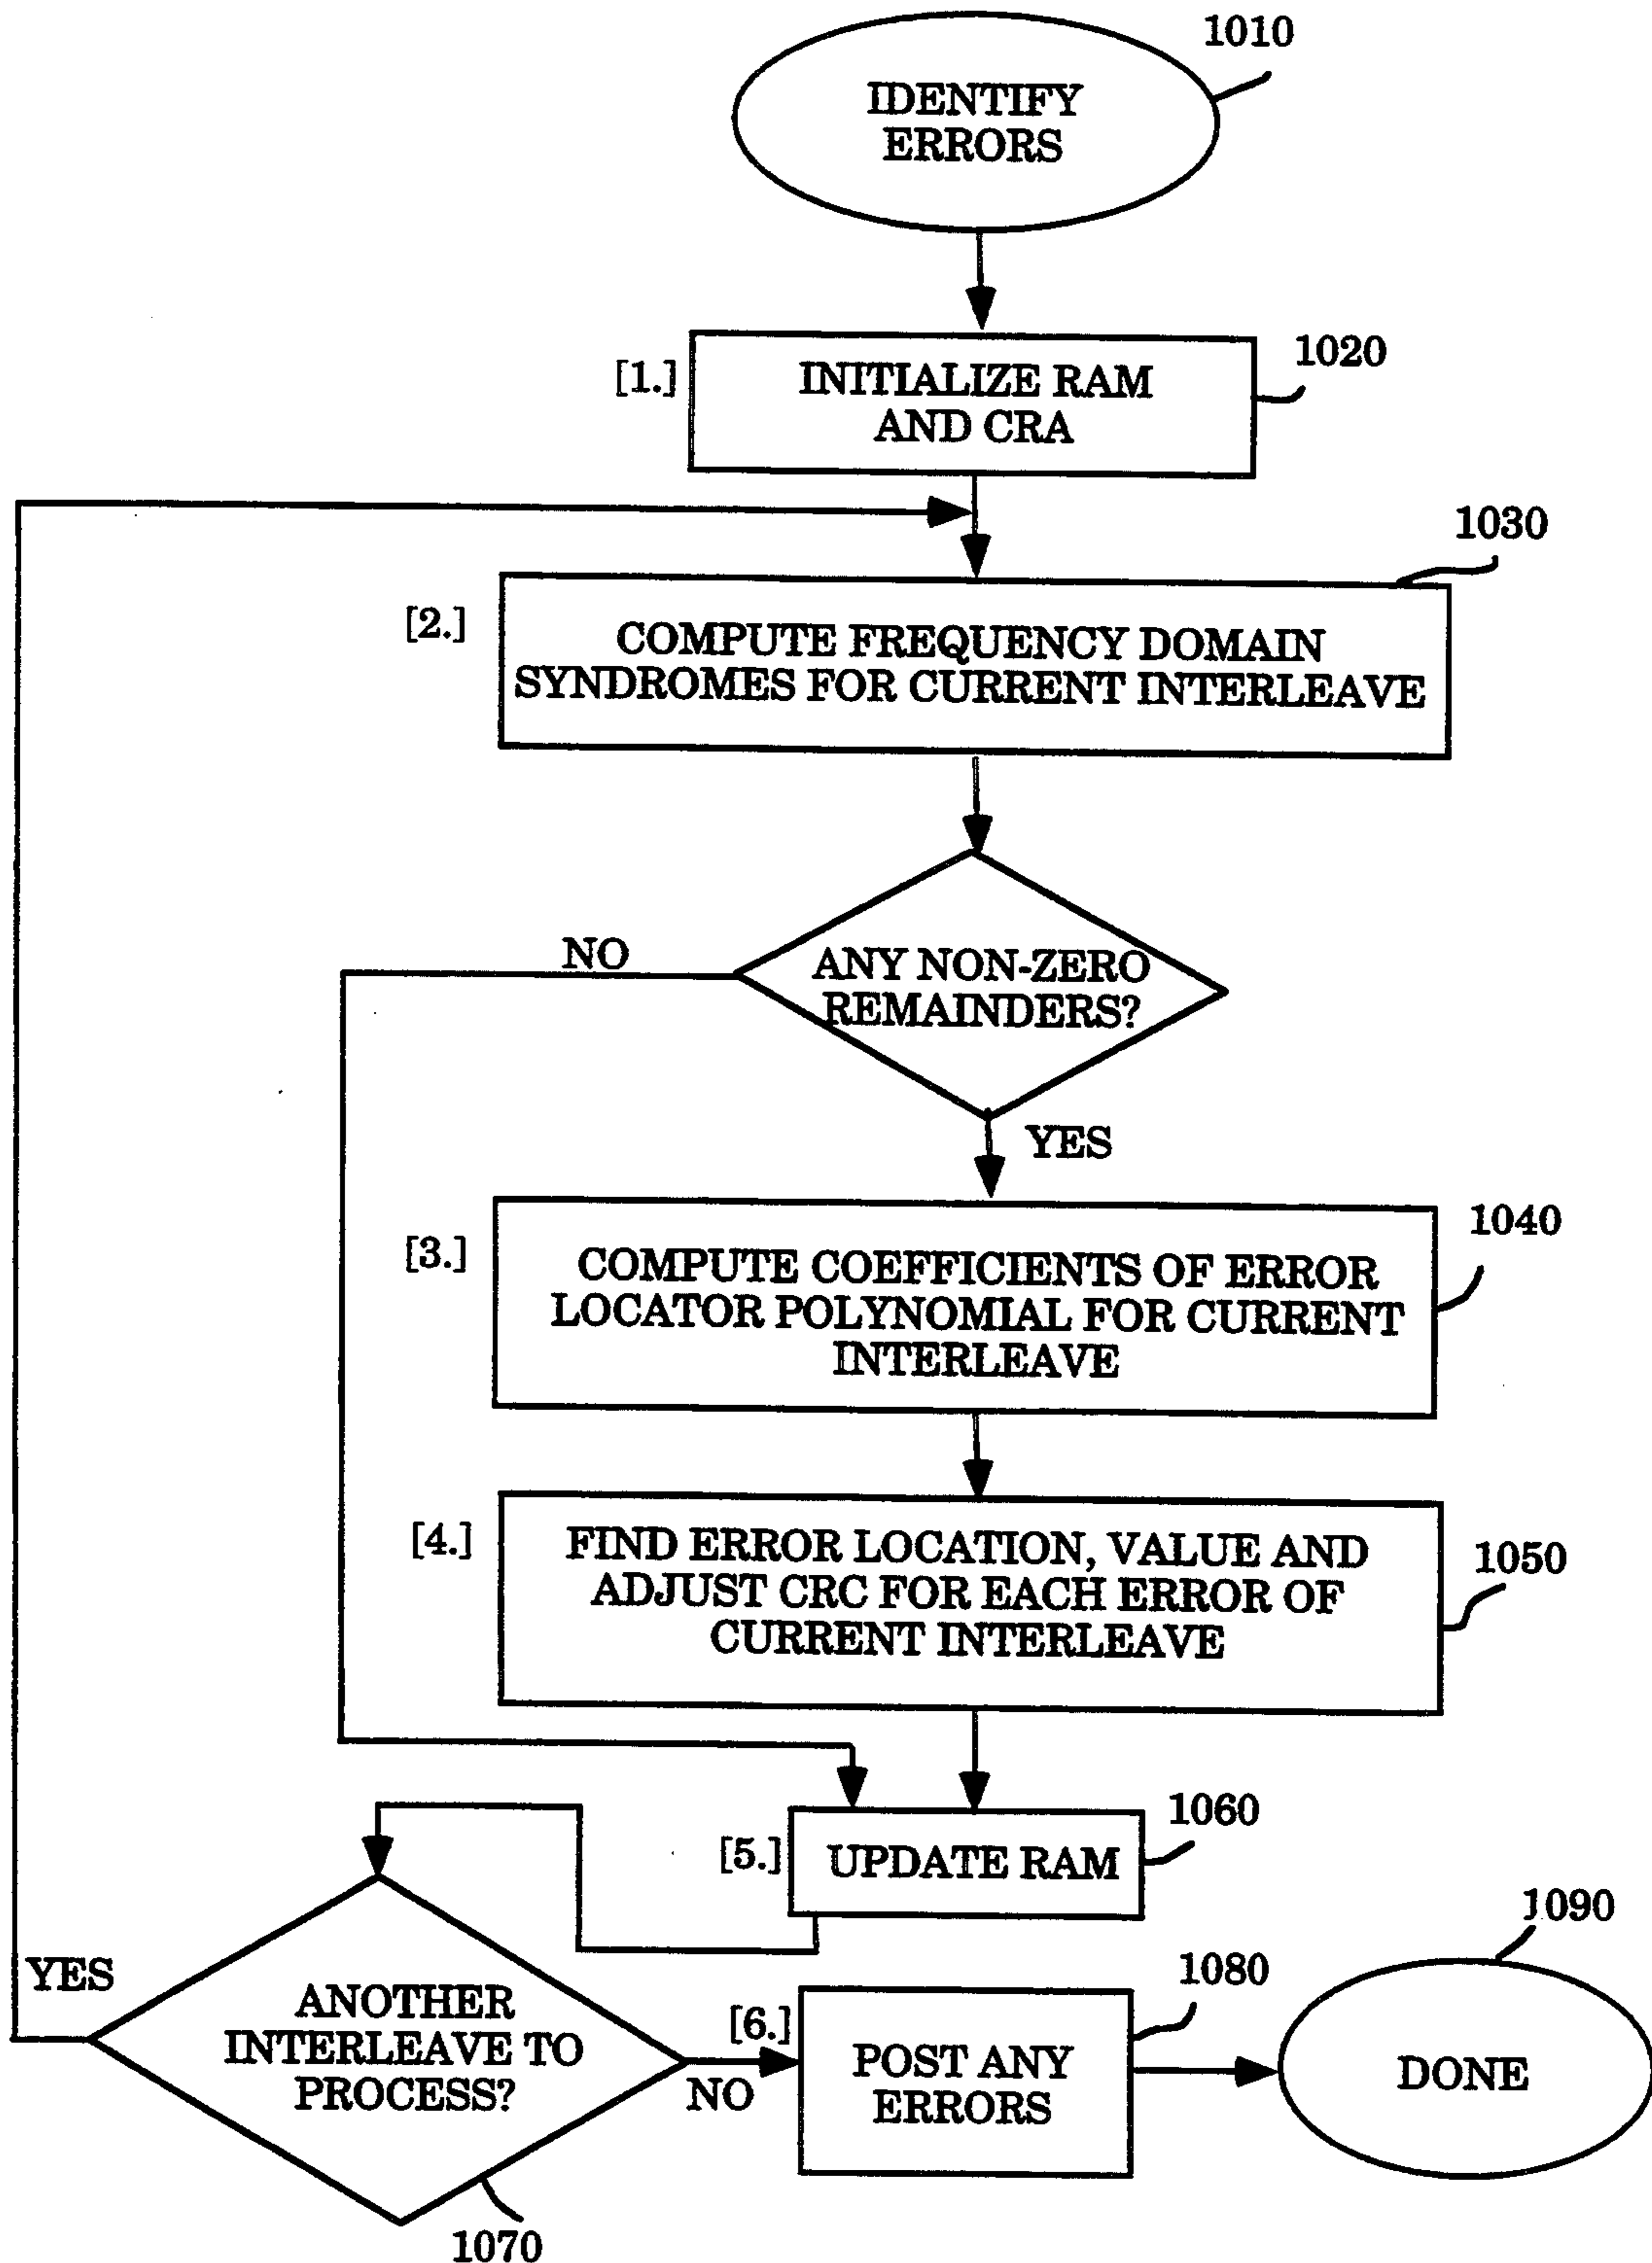 1010
IDENTIFY
ERRORS
[1.]
INITIALIZE RAM
AND CRA
1020
1030
[2.]
COMPUTE FREQUENCY DOMAIN
SYNDROMES FOR CURRENT INTERLEAVE
NO
ANY NON-ZERO
REMAINDERS?
YES
1040
[3.]
COMPUTE COEFFICIENTS OF ERROR
LOCATOR POLYNOMIAL FOR CURRENT
INTERLEAVE
[4.]
FIND ERROR LOCATION, VALUE AND
ADJUST CRC FOR EACH ERROR OF
CURRENT INTERLEAVE
1050
1060
[5.]
UPDATE RAM
1090
YES
ANOTHER
INTERLEAVE TO
PROCESS?
NO
1080
[6.]
POST ANY
ERRORS
DONE
1070